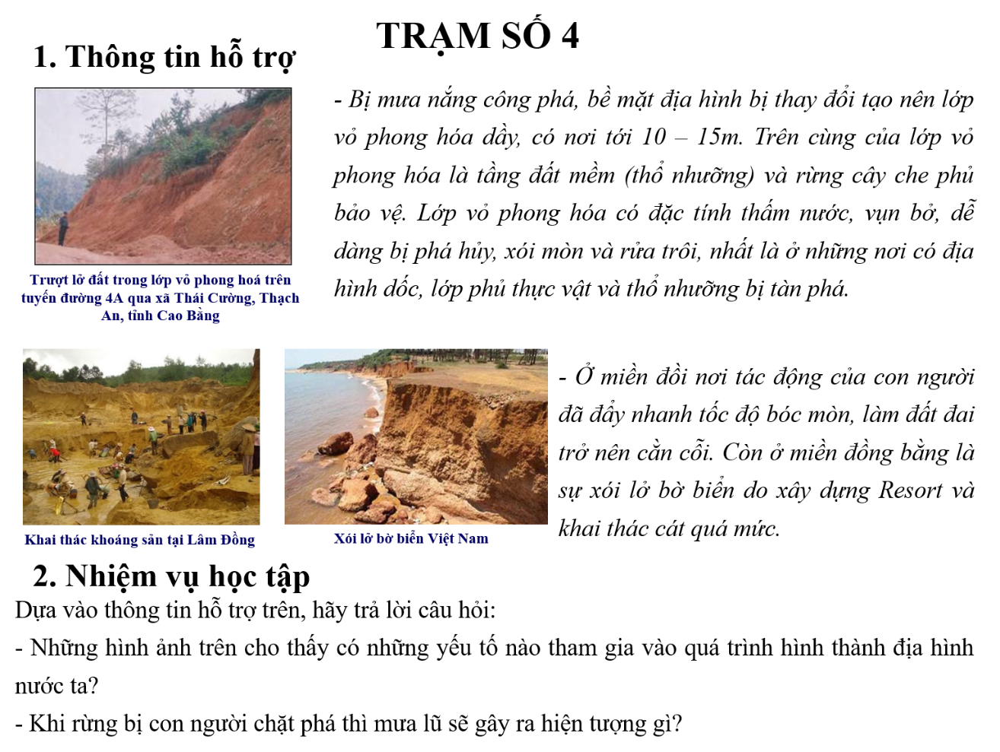 TRẠM SỐ 4
1. Thông tin hỗ trợ
- Bị mưa nắng công phá, bề mặt địa hình bị thay đổi tạo nên lớp
vỏ phong hóa dầy, có nơi tới 10 – 15m. Trên cùng của lớp vỏ
phong hóa là tầng đất mềm (thổ nhưỡng) và rừng cây che phủ
bảo vệ. Lớp vỏ phong hóa có đặc tính thấm nước, vụn bở, dễ
dàng bị phá hủy, xói mòn và rửa trôi, nhất là ở những nơi có địa
hình dốc, lớp phủ thực vật và thổ nhưỡng bị tàn phá.
Trượt lở đất trong lớp vỏ phong hoá trên
tuyến đường 4A qua xã Thái Cường, Thạch
An, tỉnh Cao Bằng
- Ở miền đồi nơi tác động của con người
đã đẩy nhanh tốc độ bóc mòn, làm đất đai
trở nên cằn cỗi. Còn ở miền đồng bằng là
sự xói lở bờ biển do xây dựng Resort và
khai thác cát quá mức.
Khai thác khoáng sản tại Lâm Đồng
Xói lở bờ biển Việt Nam
2. Nhiệm vụ học tập
Dựa vào thông tin hỗ trợ trên, hãy trả lời câu hỏi:
- Những hình ảnh trên cho thấy có những yếu tố nào tham gia vào quá trình hình thành địa hình
nước ta?
- Khi rừng bị con người chặt phá thì mưa lũ sẽ gây ra hiện tượng gì?